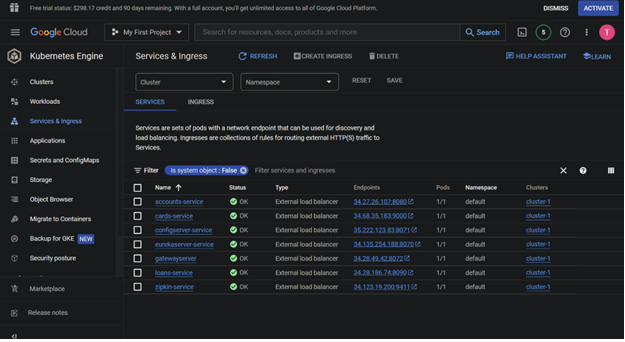 Free trial status: $298.17 credit and 90 days remaining. With a full account, you'll get unlimited access to all of Google Cloud Platform. DISMISS ACTIVATE
Google Cloud My First Project Search for resources, docs, products and more Search 5 T
Kubernetes Engine Services & Ingress REFRESH CREATE INGRESS DELETE HELP ASSISTANT LEARN
Clusters
Workloads
Services & Ingress
Applications
Secrets and ConfigMaps
Storage
Object Browser
Migrate to Containers
Backup for GKE NEW
Security posture
Marketplace
Release notes
Cluster Namespace RESET SAVE
SERVICES INGRESS
Services are sets of pods with a network endpoint that can be used for discovery and
load balancing. Ingresses are collections of rules for routing external HTTP(S) traffic to
Services.
Filter Is system object : False Filter services and ingresses
Name Status Type Endpoints Pods Namespace Clusters
accounts-service OK External load balancer 34.27.26.107:8080 1/1 default cluster-1
cards-service OK External load balancer 34.68.35.183:9000 1/1 default cluster-1
configserver-service OK External load balancer 35.222.123.83:8071 1/1 default cluster-1
eurekaserver-service OK External load balancer 34.135.254.188:8070 1/1 default cluster-1
gatewayserver OK External load balancer 34.28.49.42:8072 1/1 default cluster-1
loans-service OK External load balancer 34.28.186.74:8090 1/1 default cluster-1
zipkin-service OK External load balancer 34.123.19.200:9411 1/1 default cluster-1